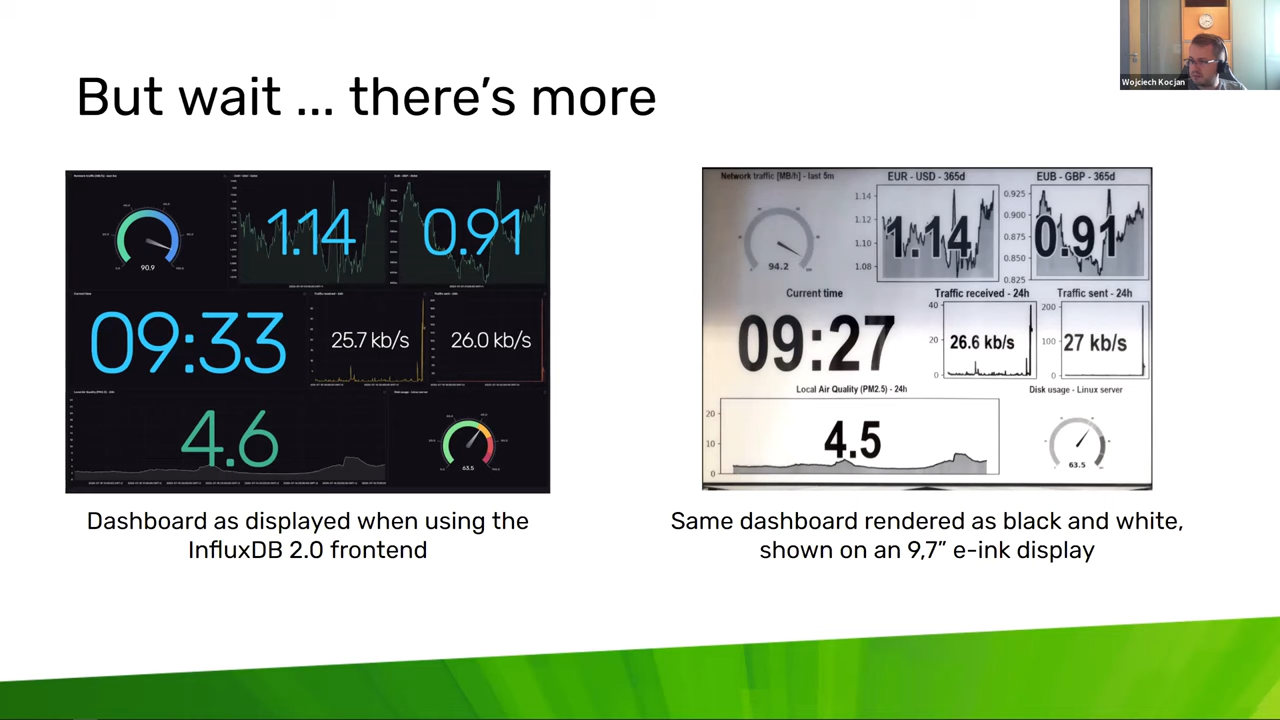 Wojciech Kocjan
But wait ... there's more
90.9
1.14
0.91
Current time
Traffic received - 24h
09:33
25.7 kb/s
26.0 kb/s
4.6
63.5
Network traffic [MB/h] - last 5m
EUR - USD - 365d
EUB - GBP - 365d
94.2
1.14
1.12
1.10
1.08
1.14
0.925
0.900
0.875
0.850
0.825
0.91
Current time
Traffic received - 24h
Traffic sent - 24h
09:27
40
20
0
26.6 kb/s
200
100
0
27 kb/s
Local Air Quality (PM2.5) - 24h
Disk usage - Linux server
20
10
0
4.5
63.5
Dashboard as displayed when using the
InfluxDB 2.0 frontend
Same dashboard rendered as black and white,
shown on an 9,7” e-ink display